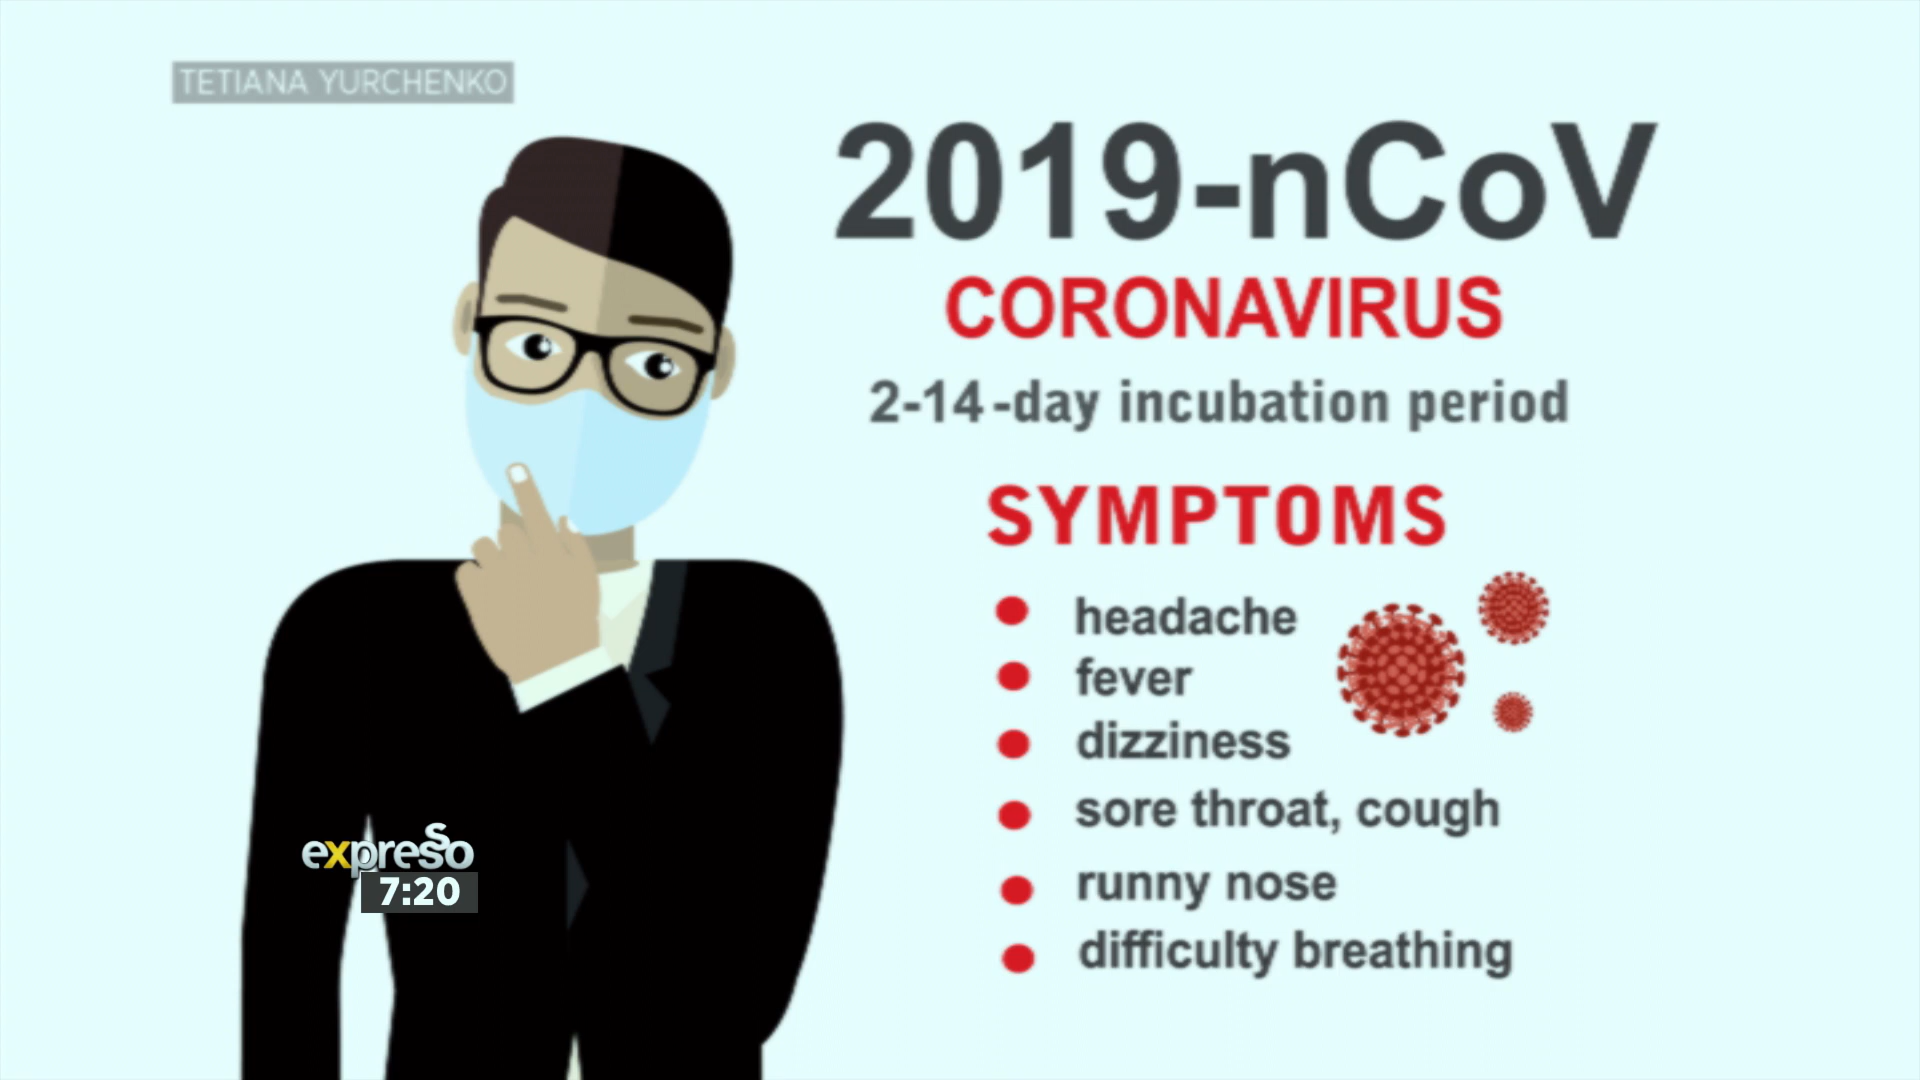 TETIANA YURCHENKO
2019-nCoV
CORONAVIRUS
2-14-day incubation period
SYMPTOMS
headache
fever
dizziness
sore throat, cough
runny nose
difficulty breathing
expresso
7:20